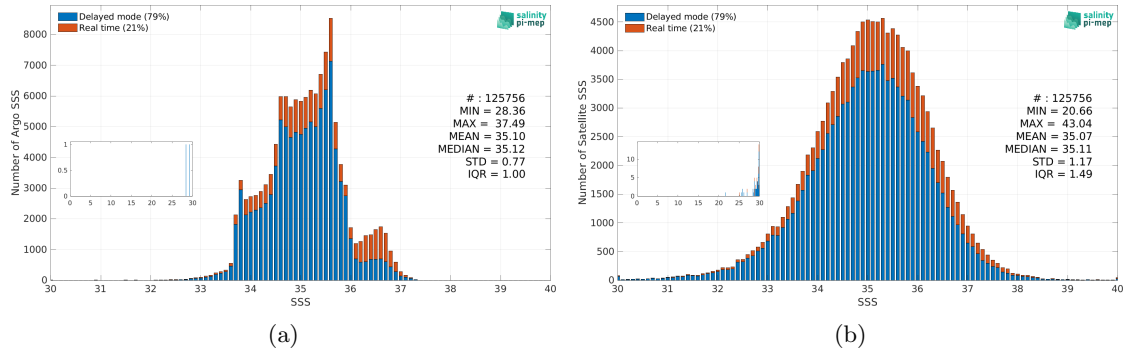 Delayed mode (79%)
Real time (21%)
salinity
pi-mep
8000
7000
6000
5000
4000
3000
2000
1000
0
Number of Argo SSS
# : 125756
MIN = 28.36
MAX = 37.49
MEAN = 35.10
MEDIAN = 35.12
STD = 0.77
IQR = 1.00
1
0.5
0
0 5 10 15 20 25 30
30 31 32 33 34 35 36 37 38 39 40
SSS
(a)
Delayed mode (79%)
Real time (21%)
salinity
pi-mep
4500
4000
3500
3000
2500
2000
1500
1000
500
0
Number of Satellite SSS
# : 125756
MIN = 20.66
MAX = 43.04
MEAN = 35.07
MEDIAN = 35.11
STD = 1.17
IQR = 1.49
10
5
0
0 5 10 15 20 25 30
30 31 32 33 34 35 36 37 38 39 40
SSS
(b)